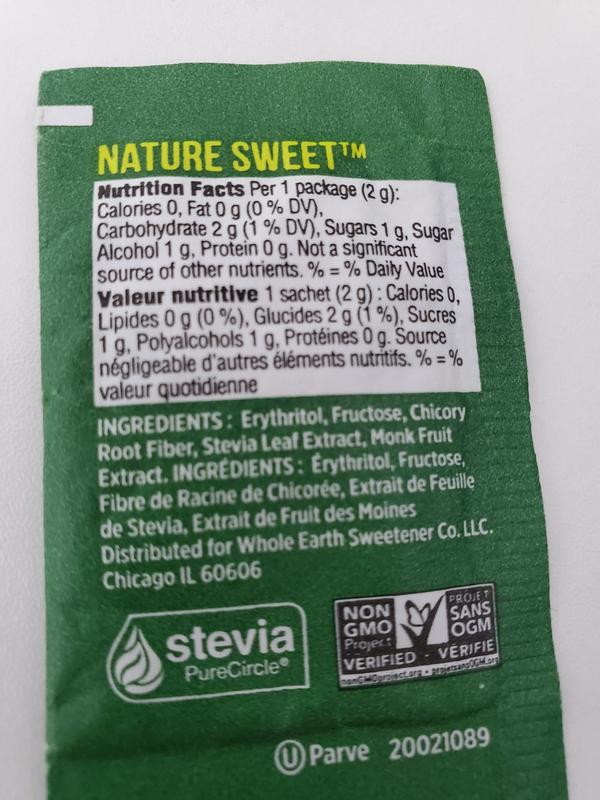 NATURE SWEET™
Nutrition Facts Per 1 package (2 g):
Calories 0, Fat 0 g (0 % DV),
Carbohydrate 2 g (1 % DV), Sugars 1 g, Sugar
Alcohol 1 g, Protein 0 g. Not a significant
source of other nutrients. % = % Daily Value
Valeur nutritive 1 sachet (2 g) : Calories 0,
Lipides 0 g (0 %), Glucides 2 g (1 %), Sucres
1 g, Polyalcohols 1 g, Protéines 0 g. Source
négligeable d'autres éléments nutritifs. % = %
valeur quotidienne
INGREDIENTS : Erythritol, Fructose, Chicory
Root Fiber, Stevia Leaf Extract, Monk Fruit
Extract. INGRÉDIENTS : Érythritol, Fructose,
Fibre de Racine de Chicorée, Extrait de Feuille
de Stevia, Extrait de Fruit des Moines
Distributed for Whole Earth Sweetener Co. LLC.
Chicago IL 60606
stevia
PureCircle®
NON
GMO
Project
VERIFIED
PROJET
SANS
OGM
VÉRIFIÉ
nonGMOproject.org • projetsansOGM.org
U Parve 20021089